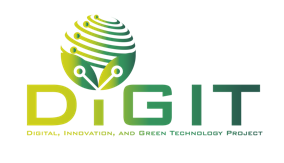 DiGIT
Digital, Innovation, and Green Technology Project